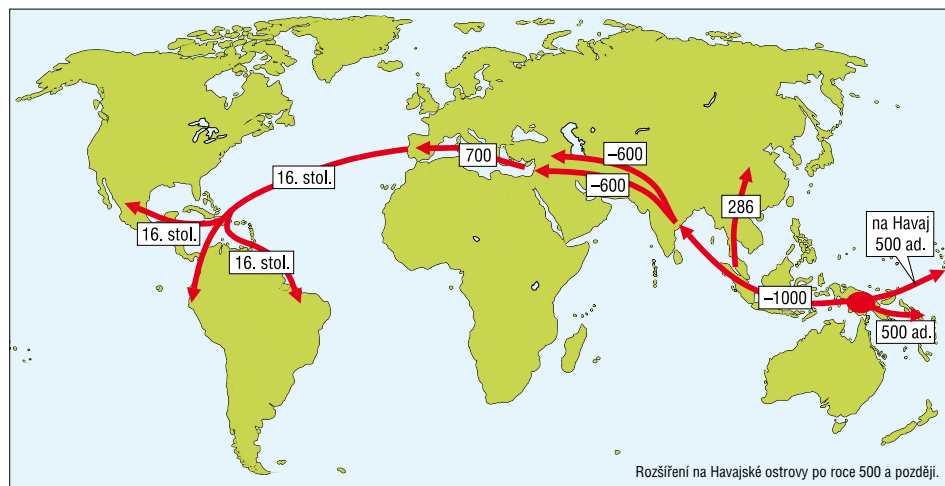 700
–600
–600
16. stol.
286
16. stol.
na Havaj
500 ad.
16. stol.
–1000
500 ad.
Rozšíření na Havajské ostrovy po roce 500 a později.